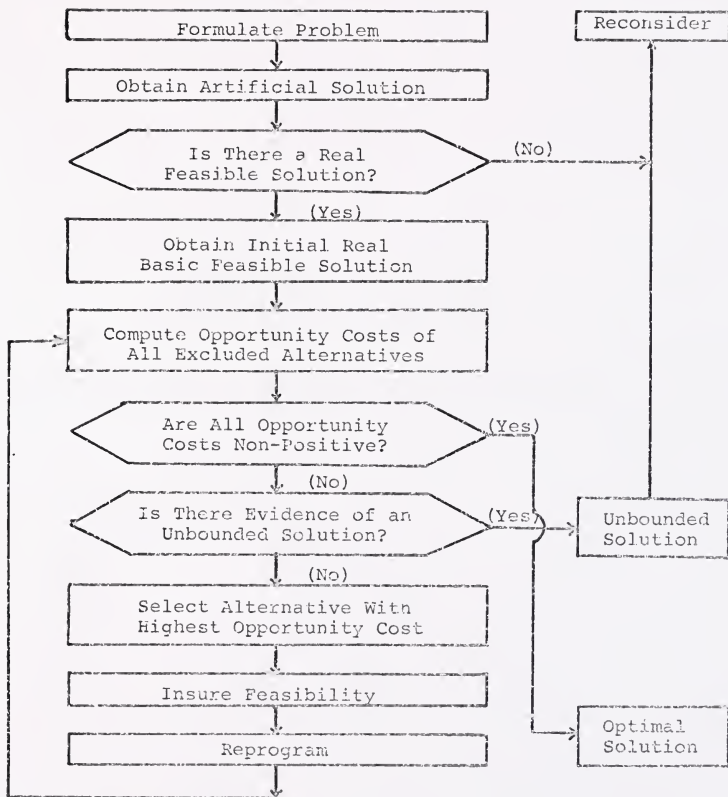 Formulate Problem
Reconsider
Obtain Artificial Solution
Is There a Real
Feasible Solution?
(No)
(Yes)
Obtain Initial Real
Basic Feasible Solution
Compute Opportunity Costs of
All Excluded Alternatives
Are All Opportunity
Costs Non-Positive?
(Yes)
(No)
Is There Evidence of an
Unbounded Solution?
(Yes)
Unbounded
Solution
(No)
Select Alternative With
Highest Opportunity Cost
Insure Feasibility
Reprogram
Optimal
Solution